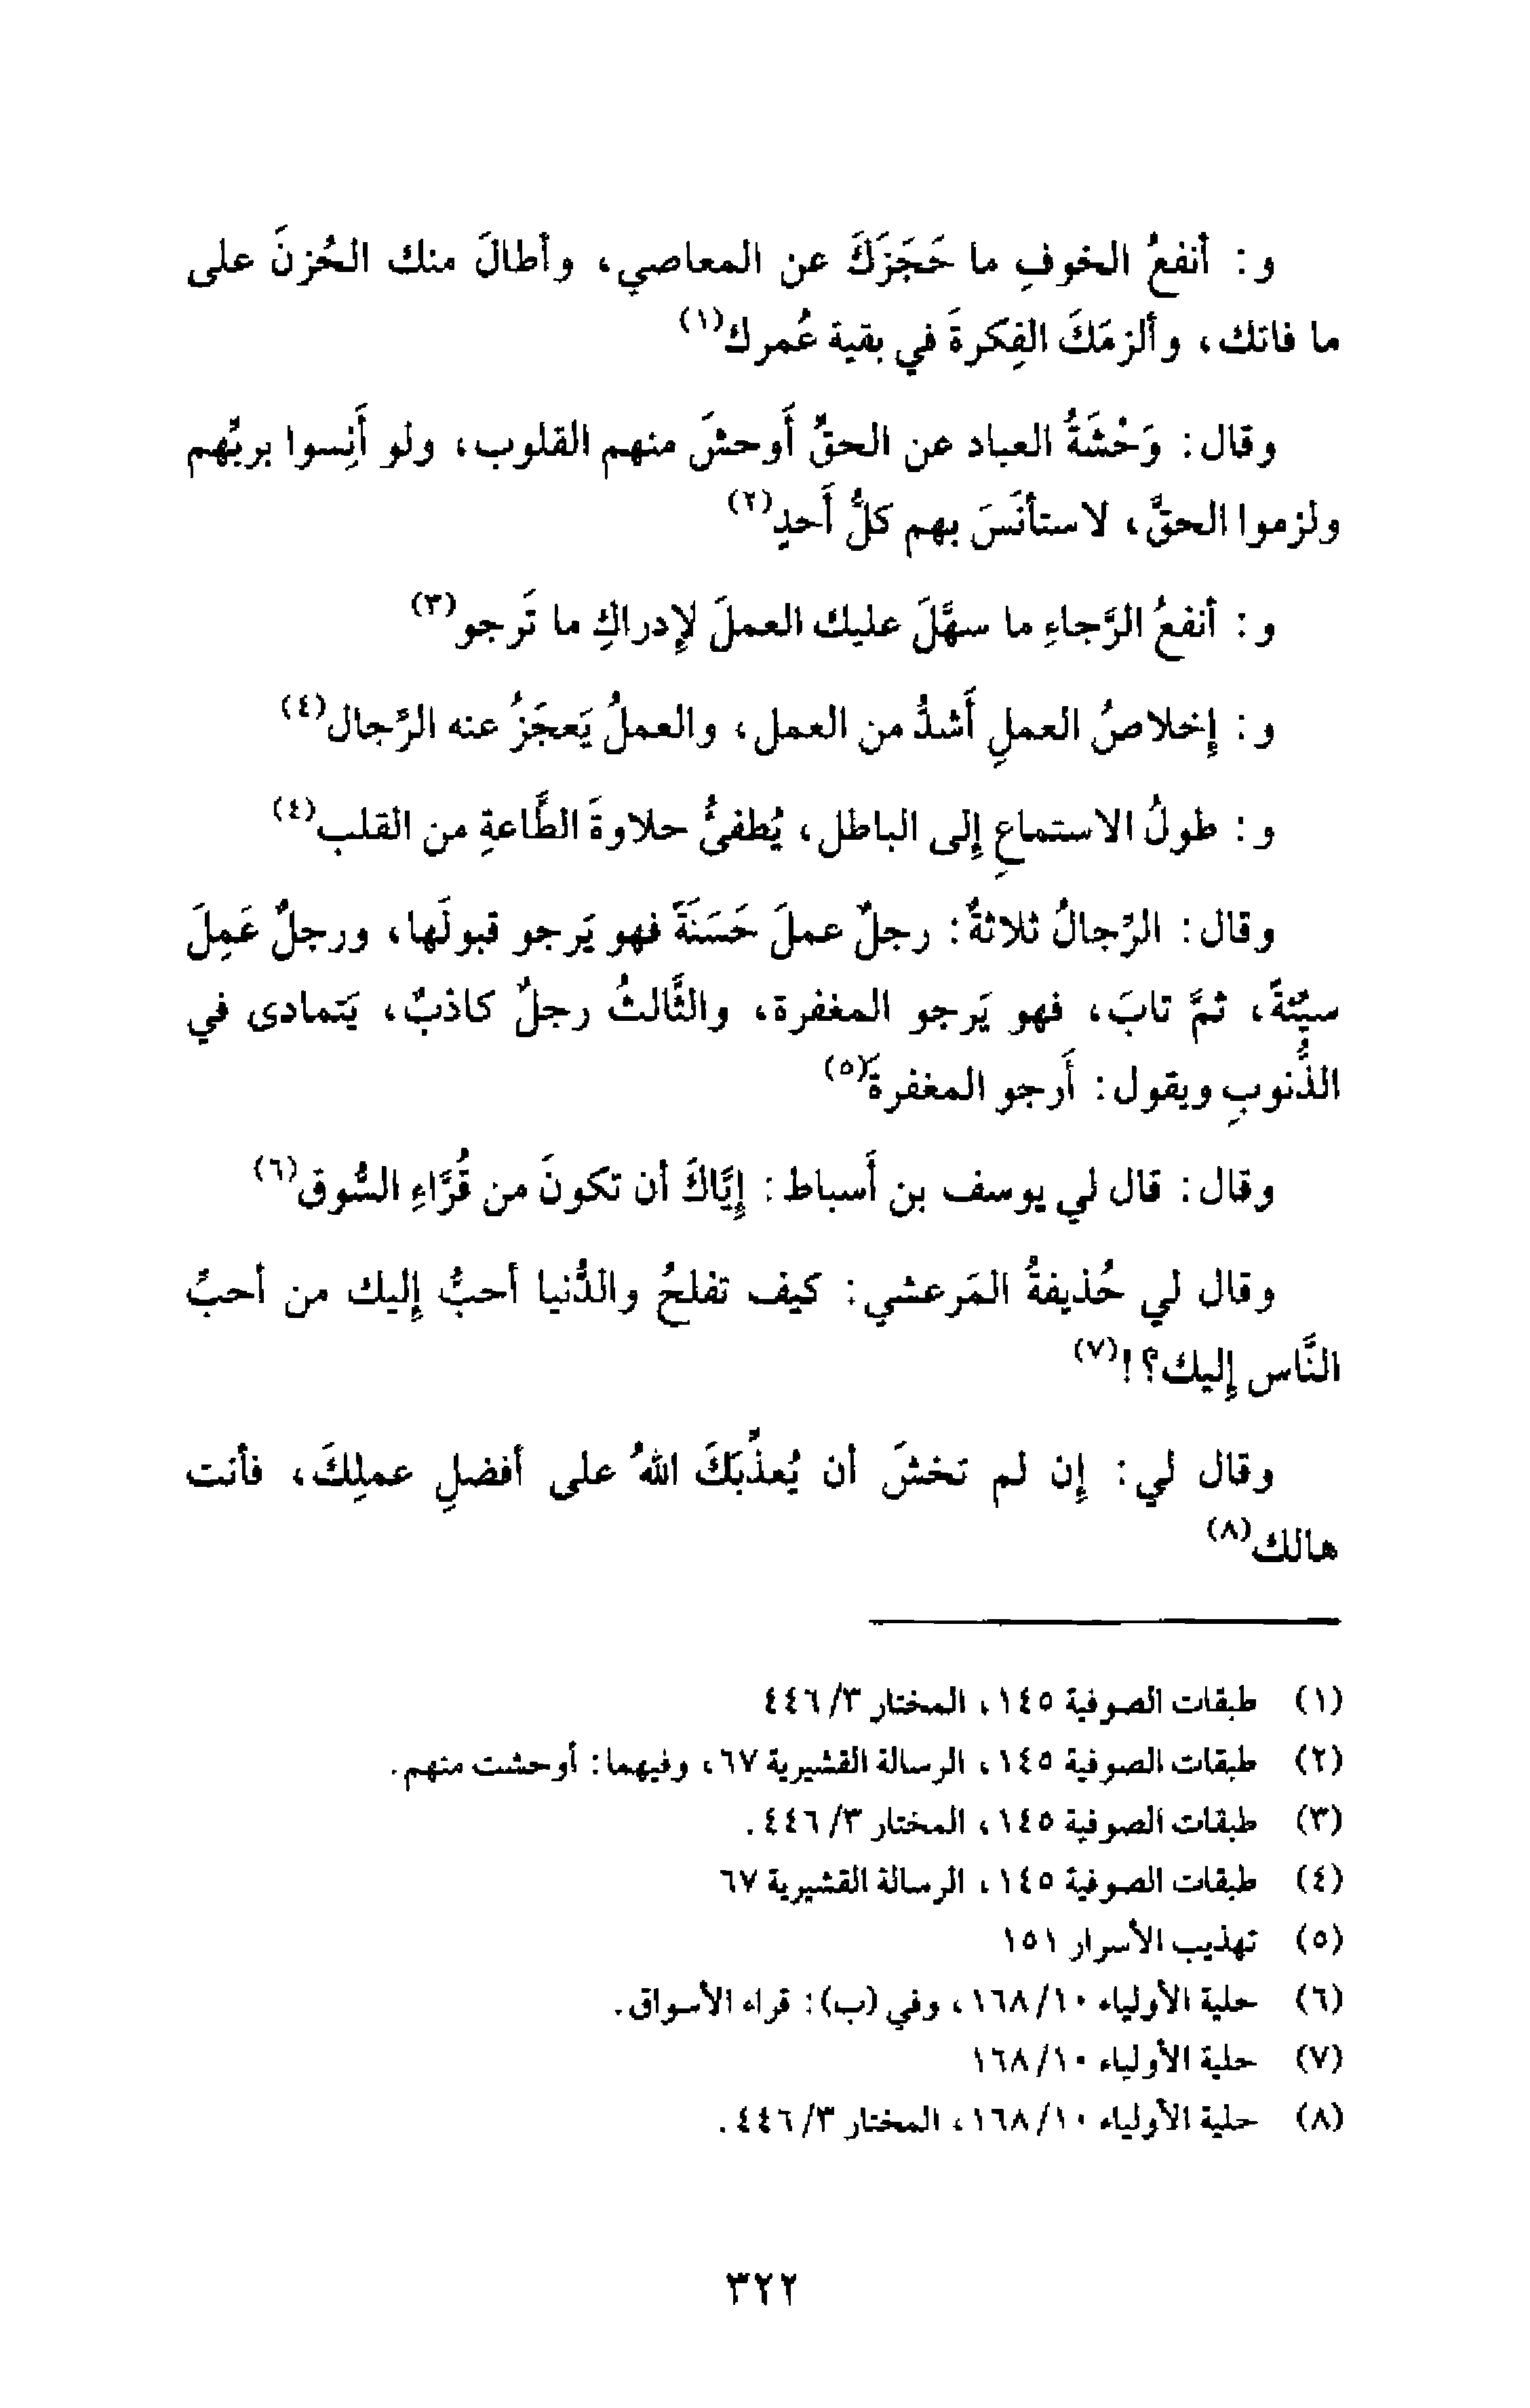 و : أنفعُ الخوفِ ما حَجَزَكَ عن المعاصي، وأطالَ منك الحُزنَ على
ما فاتك، وألزمَكَ الفِكرةَ في بقية عُمرك(١)
وقال: وَحْشَةُ العباد عن الحقِّ أَوحشَ منهم القلوب، ولو أَنِسوا بربِّهم
ولزموا الحقَّ، لاستأنَسَ بهم كلُّ أَحدٍ(٢)
و : أنفعُ الرَّجاءِ ما سهَّلَ عليك العملَ لإدراكِ ما تَرجو(٣)
و : إخلاصُ العملِ أَشدُّ من العمل، والعملُ يَعجَزُ عنه الرِّجال(٤)
و : طولُ الاستماعِ إلى الباطل، يُطفئُ حلاوةَ الطَّاعةِ من القلب(٤)
وقال: الرِّجالُ ثلاثةٌ: رجلٌ عملَ حَسَنَةً فهو يَرجو قبولَها، ورجلٌ عَمِلَ
سيِّئةً، ثمَّ تابَ، فهو يَرجو المغفرة، والثَّالثُ رجلٌ كاذبٌ، يَتمادى في
الذُّنوبِ ويقول: أَرجو المغفرةَ(٥)
وقال: قال لي يوسف بن أَسباط: إيَّاكَ أن تكونَ من قُرَّاءِ السُّوق(٦)
وقال لي حُذيفةُ المَرعشي: كيف تفلحُ والدُّنيا أحبُّ إليك من أحبِّ
النَّاس إليك؟!(٧)
وقال لي: إن لم تخشَ أن يُعذِّبَكَ اللهُ على أفضلِ عملِكَ، فأنت
هالك(٨)
(١) طبقات الصوفية ١٤٥، المختار ٣/ ٤٤٦
(٢) طبقات الصوفية ١٤٥، الرسالة القشيرية ٦٧، وفيهما: أوحشت منهم.
(٣) طبقات الصوفية ١٤٥، المختار ٣/ ٤٤٦.
(٤) طبقات الصوفية ١٤٥، الرسالة القشيرية ٦٧
(٥) تهذيب الأسرار ١٥١
(٦) حلية الأولياء ١٠/ ١٦٨، وفي (ب): قراء الأسواق.
(٧) حلية الأولياء ١٠/ ١٦٨
(٨) حلية الأولياء ١٠/ ١٦٨، المختار ٣/ ٤٤٦.
٣٢٢